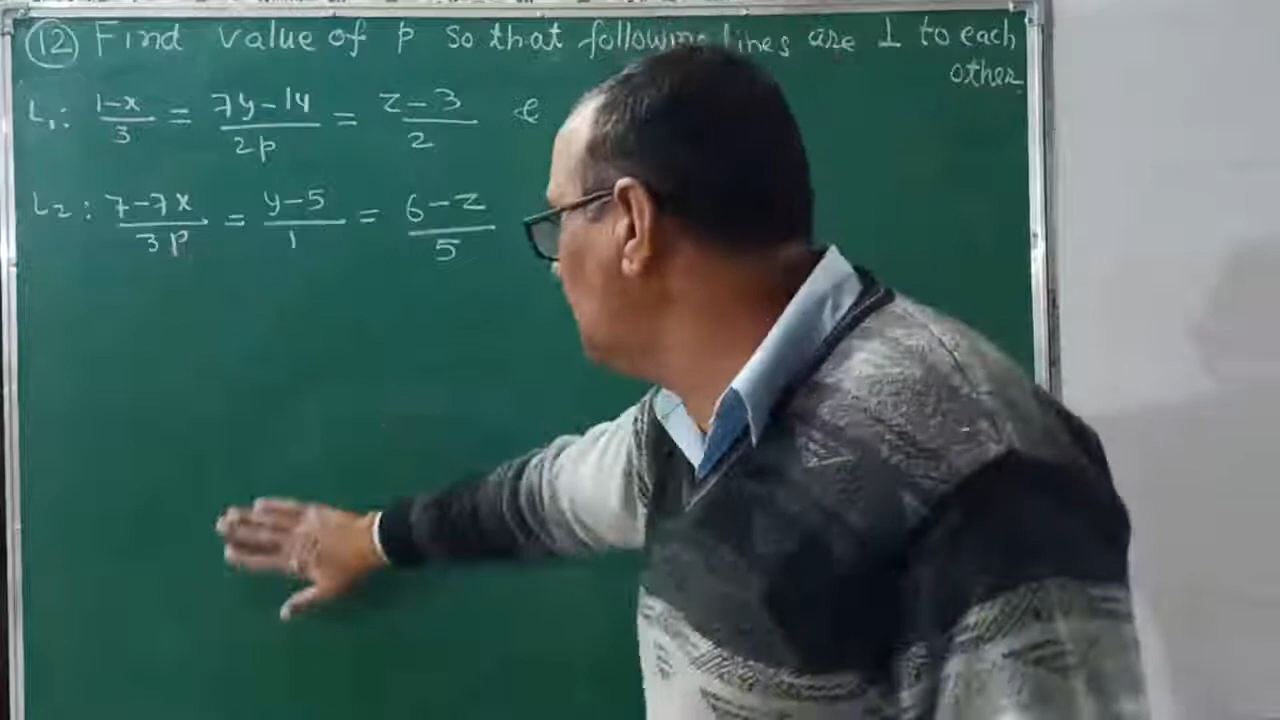 (12) Find value of p so that following lines are ⊥ to each
other
L₁: (1-x)/3 = (7y-14)/2p = (z-3)/2 &
L₂: (7-7x)/3p = (y-5)/1 = (6-z)/5